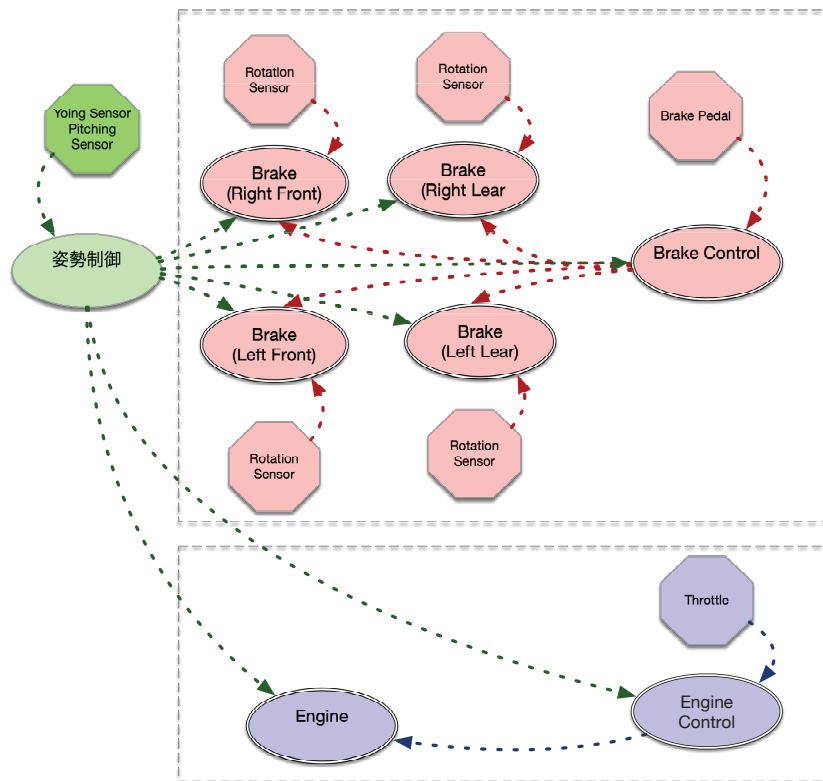 Rotation
Sensor
Rotation
Sensor
Yoing Sensor
Pitching
Sensor
Brake Pedal
Brake
(Right Front)
Brake
(Right Lear
姿勢制御
Brake Control
Brake
(Left Front)
Brake
(Left Lear)
Rotation
Sensor
Rotation
Sensor
Throttle
Engine
Engine
Control